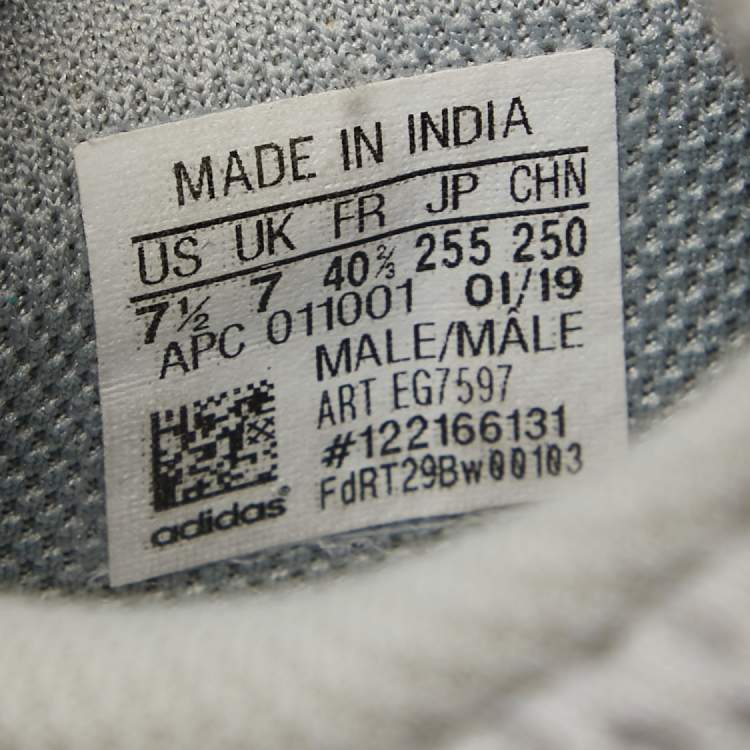 MADE IN INDIA
US UK FR JP CHN
7½ 7 40⅔ 255 250
APC 011001 01/19
MALE/MÂLE
ART EG7597
#122166131
FdRT29Bw00103
adidas®